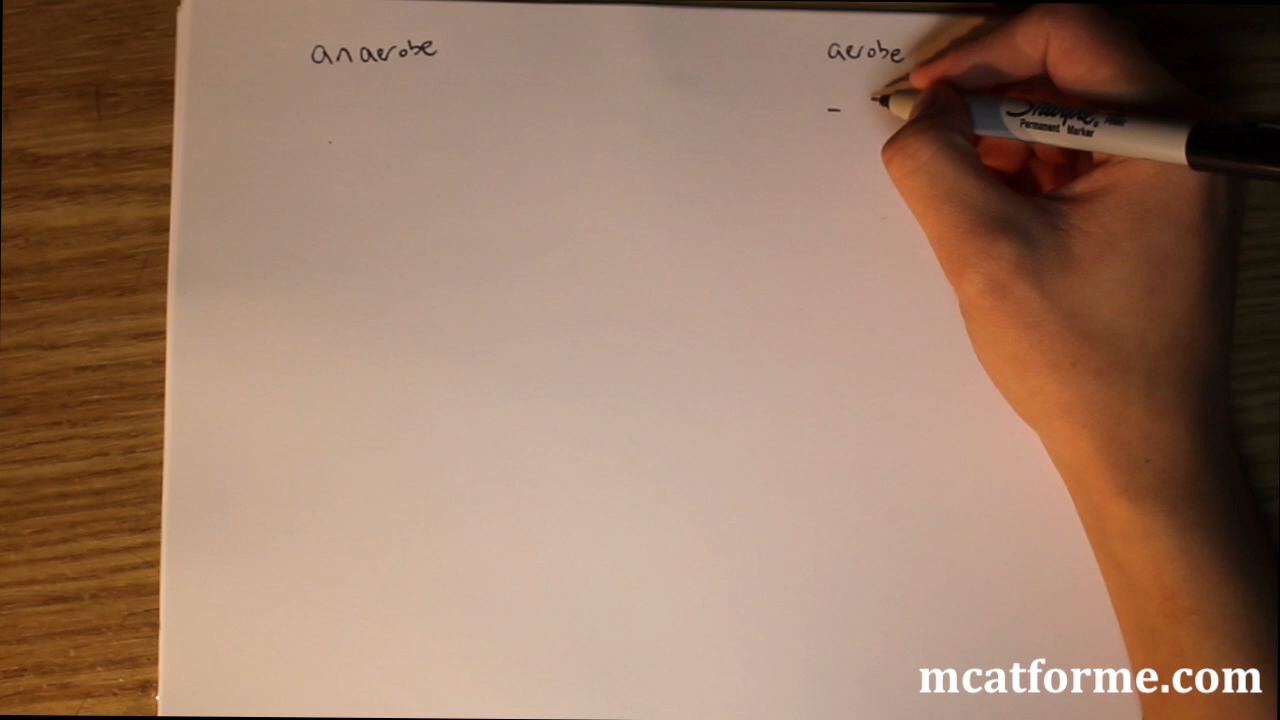 anaerobe aerobe
-
Sharpie.
Permanent Marker
mcatforme.com